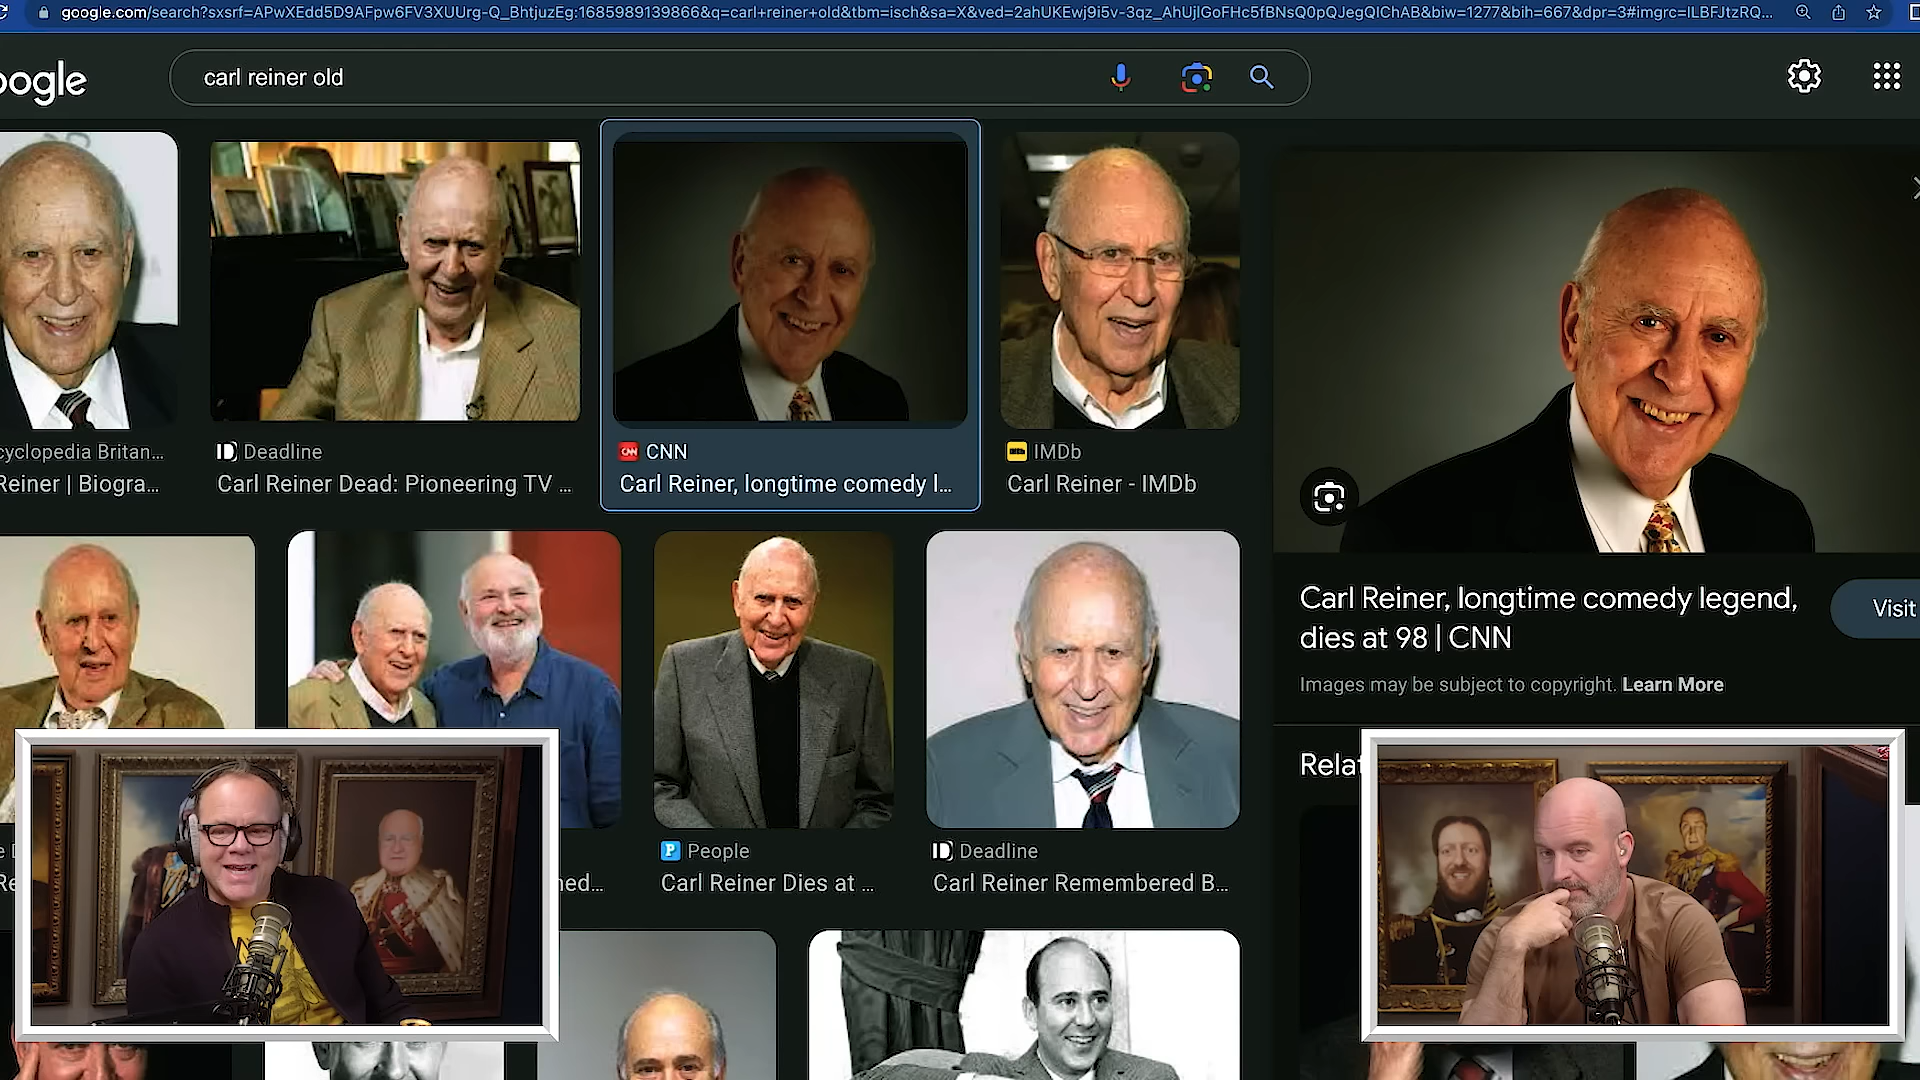 google.com/search?sxsrf=APwXEdd5D9AFpw6FV3XUUrg-Q_BhtjuzEg:1685989139866&q=carl+reiner+old&tbm=isch&sa=X&ved=2ahUKEwj9i5v-3qz_AhUjlGoFHc5fBNsQ0pQJegQIChAB&biw=1277&bih=667&dpr=3#imgrc=ILBFJtzRQ...
oogle
carl reiner old
cyclopedia Britan...
Reiner | Biogra...
Deadline
Carl Reiner Dead: Pioneering TV ...
CNN
Carl Reiner, longtime comedy l...
IMDb
Carl Reiner - IMDb
Carl Reiner, longtime comedy legend,
dies at 98 | CNN
Visit
Images may be subject to copyright. Learn More
Relat
ned...
People
Carl Reiner Dies at ...
Deadline
Carl Reiner Remembered B...